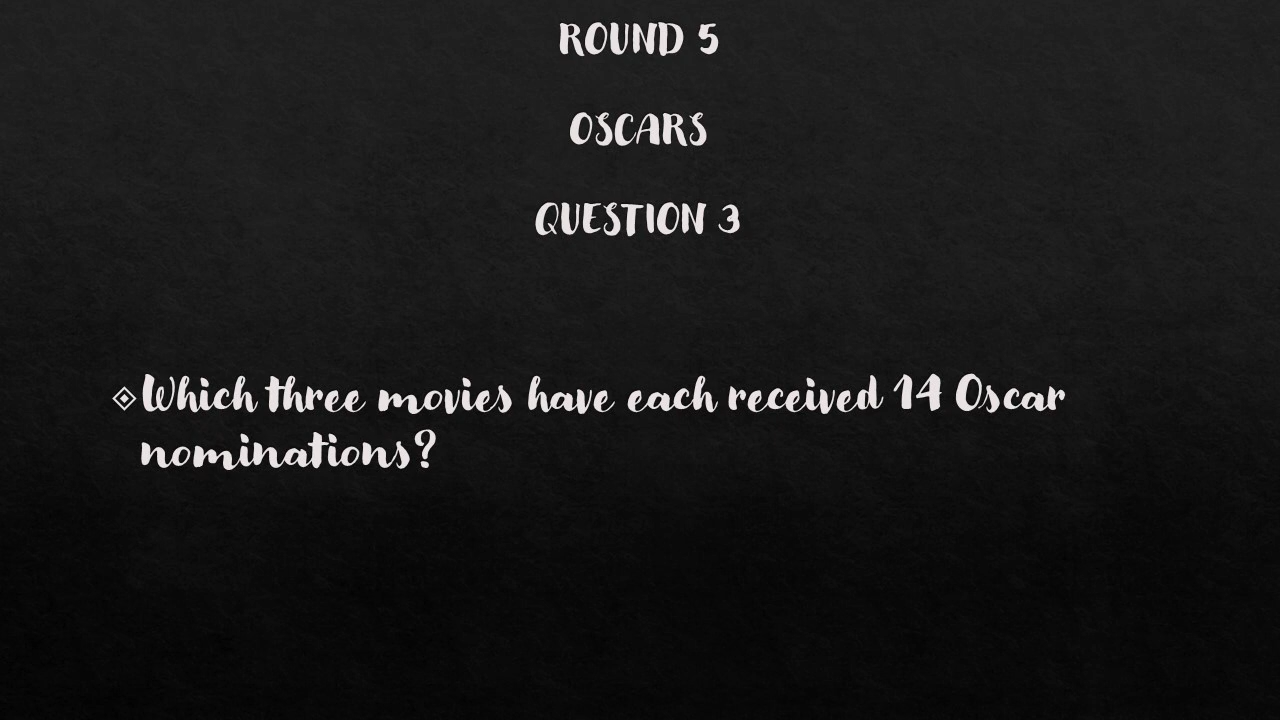 ROUND 5
OSCARS
QUESTION 3
Which three movies have each received 14 Oscar
nominations?